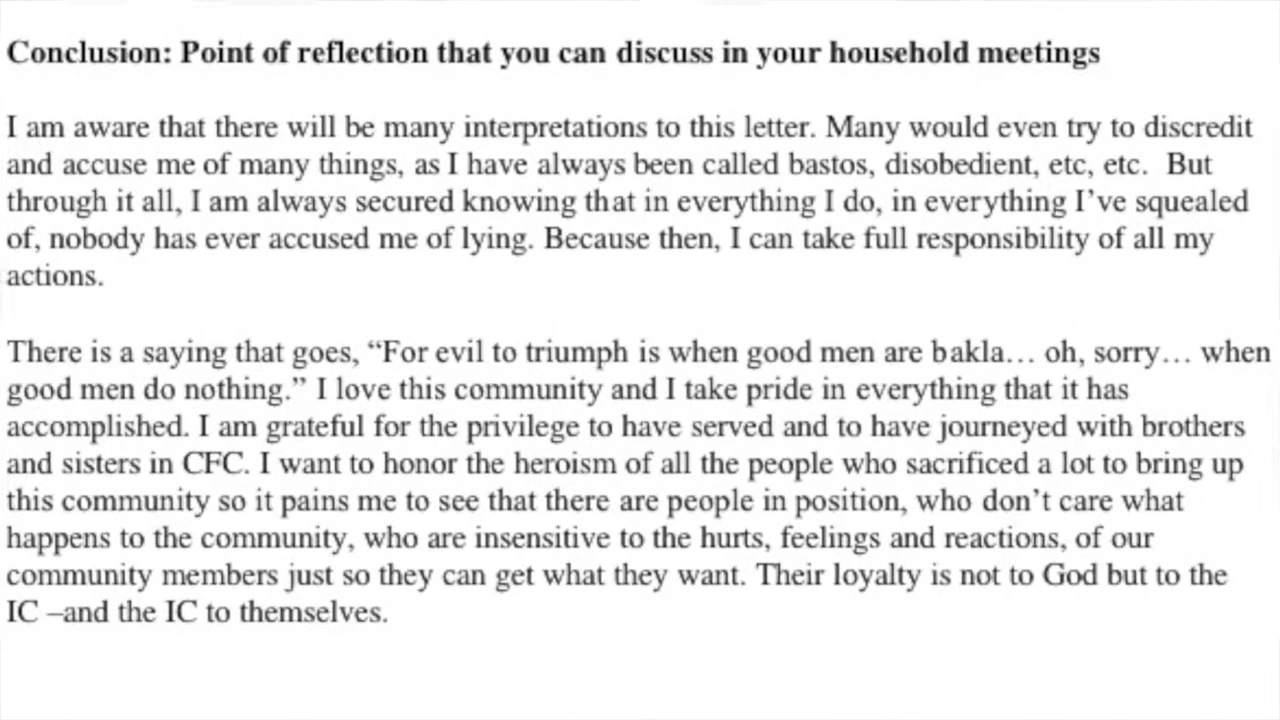 Conclusion: Point of reflection that you can discuss in your household meetings
I am aware that there will be many interpretations to this letter. Many would even try to discredit
and accuse me of many things, as I have always been called bastos, disobedient, etc, etc.  But
through it all, I am always secured knowing that in everything I do, in everything I've squealed
of, nobody has ever accused me of lying. Because then, I can take full responsibility of all my
actions.
There is a saying that goes, “For evil to triumph is when good men are bakla… oh, sorry… when
good men do nothing.” I love this community and I take pride in everything that it has
accomplished. I am grateful for the privilege to have served and to have journeyed with brothers
and sisters in CFC. I want to honor the heroism of all the people who sacrificed a lot to bring up
this community so it pains me to see that there are people in position, who don't care what
happens to the community, who are insensitive to the hurts, feelings and reactions, of our
community members just so they can get what they want. Their loyalty is not to God but to the
IC –and the IC to themselves.